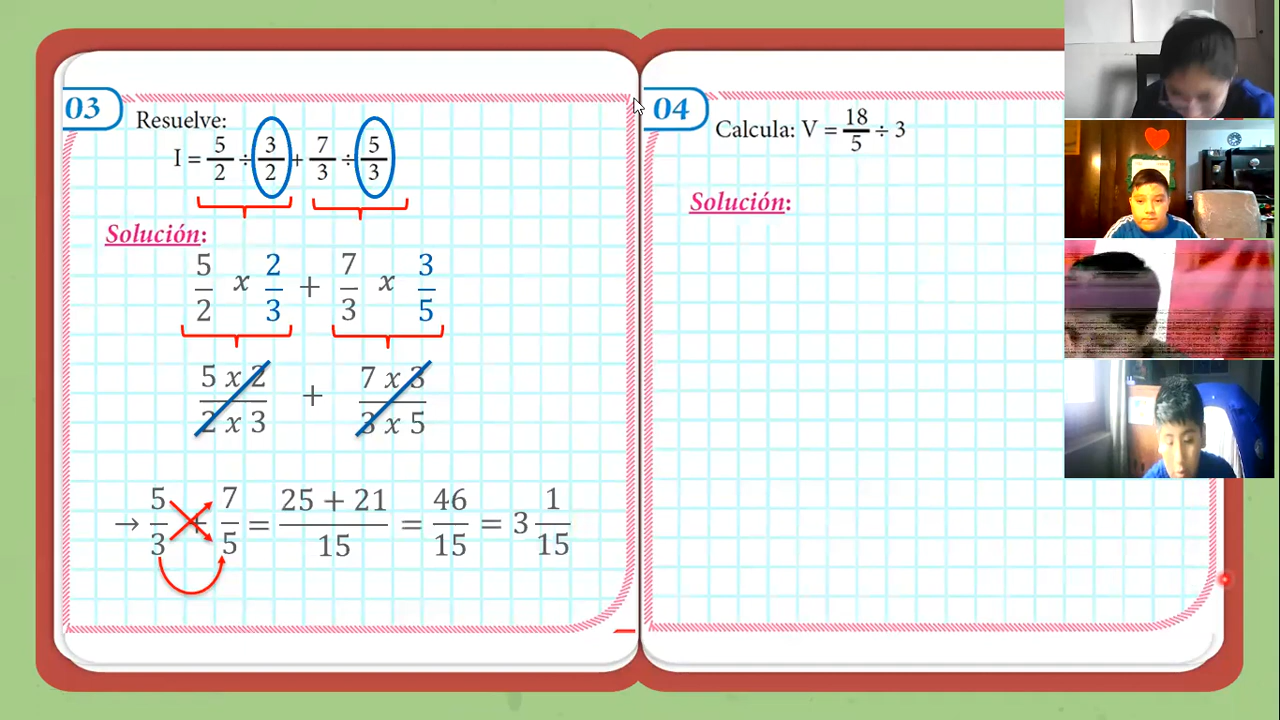 03
Resuelve:
I = 5/2 ÷ 3/2 + 7/3 ÷ 5/3
Solución:
5/2 x 2/3 + 7/3 x 3/5
5 x 2/2 x 3 + 7 x 3/3 x 5
→ 5/3 + 7/5 = 25 + 21/15 = 46/15 = 3 1/15
04
Calcula: V = 18/5 ÷ 3
Solución: